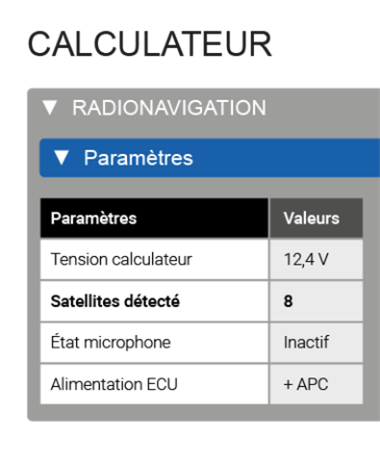 CALCULATEUR
▼ RADIONAVIGATION
▼ Paramètres
Paramètres Valeurs
Tension calculateur 12,4 V
Satellites détecté 8
État microphone Inactif
Alimentation ECU + APC